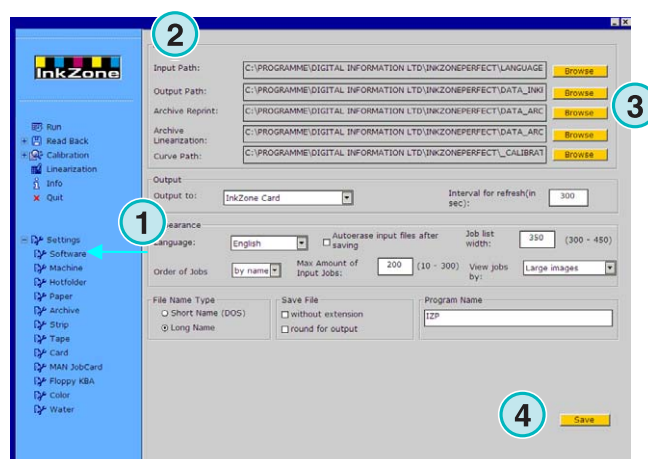 2
InkZone
Input Path:
C:\PROGRAMME\DIGITAL INFORMATION LTD\INKZONEPERFECT\LANGUAGE
Browse
Output Path:
C:\PROGRAMME\DIGITAL INFORMATION LTD\INKZONEPERFECT\DATA_INKI
Browse
3
Archive Reprint:
C:\PROGRAMME\DIGITAL INFORMATION LTD\INKZONEPERFECT\DATA_ARC
Browse
Archive
Linearization:
C:\PROGRAMME\DIGITAL INFORMATION LTD\INKZONEPERFECT\DATA_ARC
Browse
Curve Path:
C:\PROGRAMME\DIGITAL INFORMATION LTD\INKZONEPERFECT\_CALIBRAT
Browse
Run
Read Back
Calibration
Linearization
Info
Quit
Output
Output to:
InkZone Card
Interval for refresh(in
sec):
300
1
Settings
Software
Machine
Hotfolder
Paper
Archive
Strip
Tape
Card
MAN JobCard
Floppy KBA
Color
Water
pearance
anguage:
English
Autoerase input files after
saving
Job list
width:
350
(300 - 450)
Order of Jobs
by name
Max Amount of
Input Jobs:
200
(10 - 300)
View jobs
by:
Large images
File Name Type
Short Name (DOS)
Long Name
Save File
without extension
round for output
Program Name
IZP
4
Save